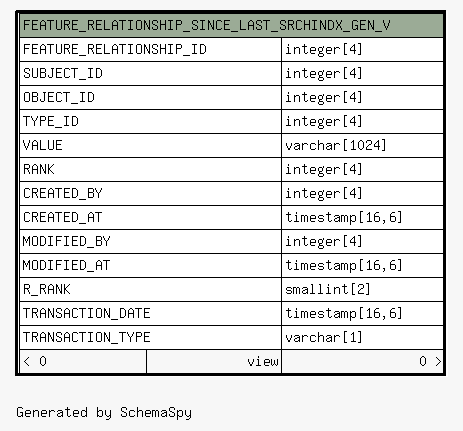 FEATURE_RELATIONSHIP_SINCE_LAST_SRCHINDX_GEN_V
FEATURE_RELATIONSHIP_ID integer[4]
SUBJECT_ID integer[4]
OBJECT_ID integer[4]
TYPE_ID integer[4]
VALUE varchar[1024]
RANK integer[4]
CREATED_BY integer[4]
CREATED_AT timestamp[16,6]
MODIFIED_BY integer[4]
MODIFIED_AT timestamp[16,6]
R_RANK smallint[2]
TRANSACTION_DATE timestamp[16,6]
TRANSACTION_TYPE varchar[1]
< 0 view 0 >
Generated by SchemaSpy